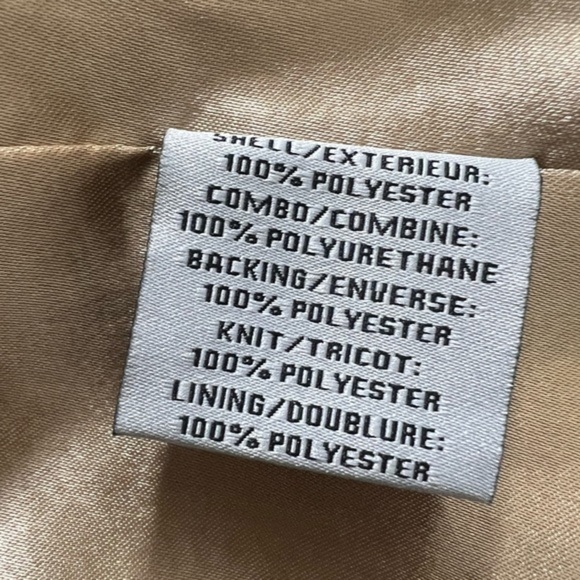 SHELL/EXTERIEUR:
100% POLYESTER
COMBO/COMBINE:
100% POLYURETHANE
BACKING/ENVERSE:
100% POLYESTER
KNIT/TRICOT:
100% POLYESTER
LINING/DOUBLURE:
100% POLYESTER